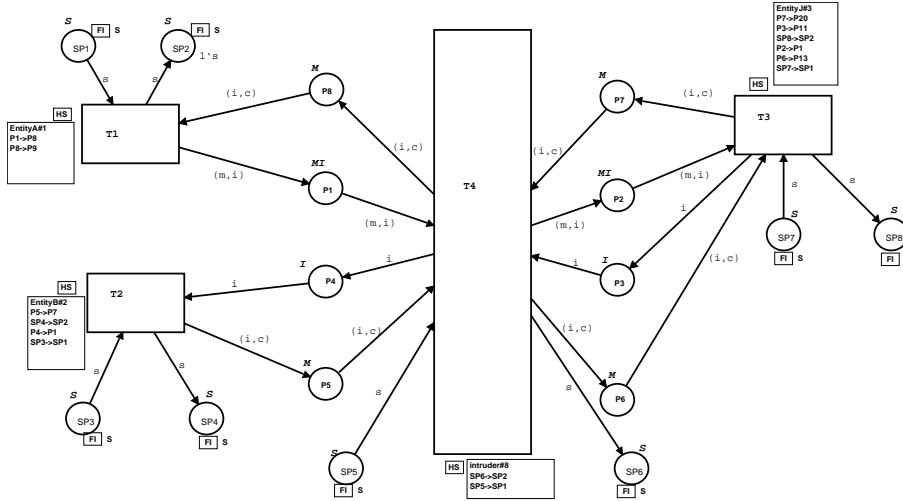 S
FI S
SP1
S
FI S
SP2
1`s
s
s
HS
T1
EntityA#1
P1->P8
P8->P9
(i,c)
M
P8
(i,c)
(m,i)
MI
P1
(m,i)
T4
EntityJ#3
P7->P20
P3->P11
SP8->SP2
P2->P1
P6->P13
SP7->SP1
HS
T3
M
P7
(i,c)
(i,c)
MI
P2
(m,i)
(m,i)
i
I
P3
i
s
S
SP7
FI S
s
S
SP8
FI
(i,c)
HS
T2
EntityB#2
P5->P7
SP4->SP2
P4->P1
SP3->SP1
I
P4
i
i
(i,c)
M
P5
(i,c)
s
S
SP3
FI S
s
S
SP4
FI S
s
S
SP5
FI S
(i,c)
M
P6
s
S
SP6
FI S
HS
intruder#8
SP6->SP2
SP5->SP1